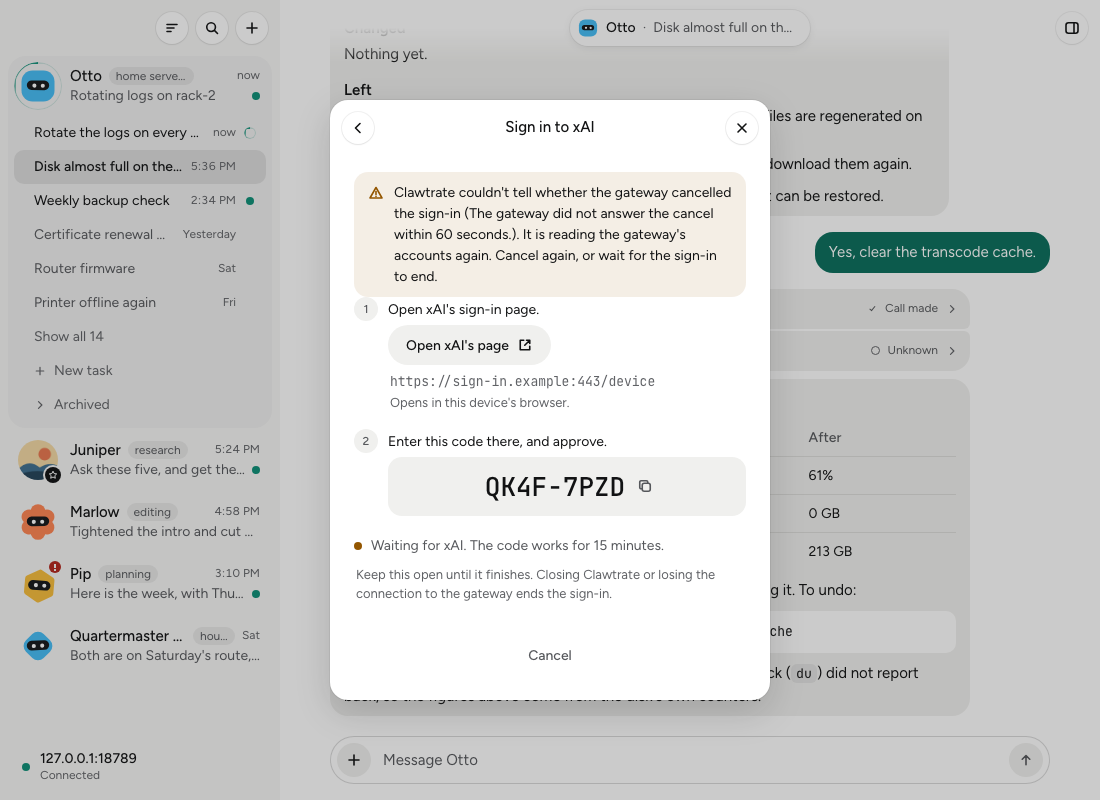 Otto · Disk almost full on th...
Otto home serve... now
Rotating logs on rack-2
Rotate the logs on every ... now
Disk almost full on the... 5:36 PM
Weekly backup check 2:34 PM
Certificate renewal ... Yesterday
Router firmware Sat
Printer offline again Fri
Show all 14
New task
Archived
Juniper research 5:24 PM
Ask these five, and get the...
Marlow editing 4:58 PM
Tightened the intro and cut ...
Pip planning 3:10 PM
Here is the week, with Thu...
Quartermaster ... hou... Sat
Both are on Saturday's route,...
127.0.0.1:18789
Connected
Changed
Nothing yet.
Left
iles are regenerated on
download them again.
can be restored.
Yes, clear the transcode cache.
Call made
Unknown
After
61%
0 GB
213 GB
g it. To undo:
che
ck ( du ) did not report
Message Otto
Sign in to xAI
Clawtrate couldn't tell whether the gateway cancelled
the sign-in (The gateway did not answer the cancel
within 60 seconds.). It is reading the gateway's
accounts again. Cancel again, or wait for the sign-in
to end.
1 Open xAI's sign-in page.
Open xAI's page
https://sign-in.example:443/device
Opens in this device's browser.
2 Enter this code there, and approve.
QK4F-7PZD
Waiting for xAI. The code works for 15 minutes.
Keep this open until it finishes. Closing Clawtrate or losing the
connection to the gateway ends the sign-in.
Cancel